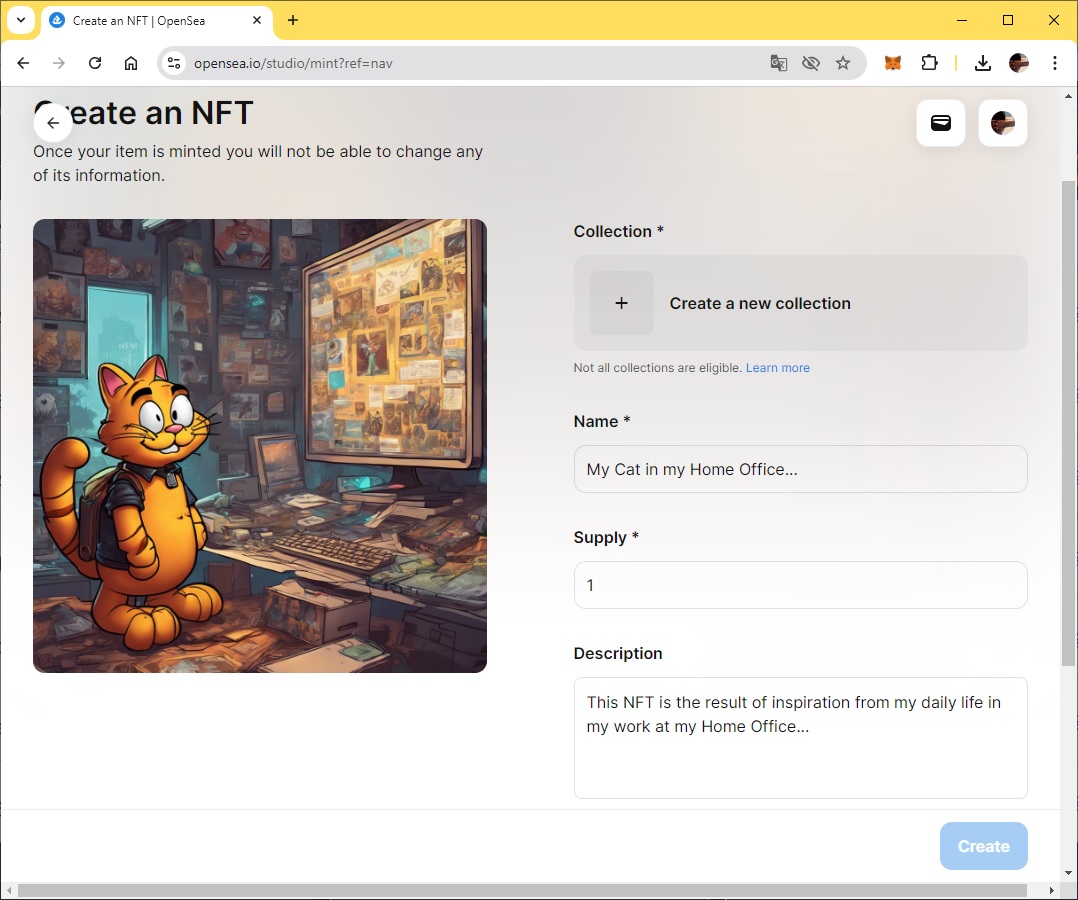 Create an NFT | OpenSea
opensea.io/studio/mint?ref=nav
Create an NFT
Once your item is minted you will not be able to change any
of its information.
Collection *
+ Create a new collection
Not all collections are eligible. Learn more
Name *
My Cat in my Home Office...
Supply *
1
Description
This NFT is the result of inspiration from my daily life in
my work at my Home Office...
Create